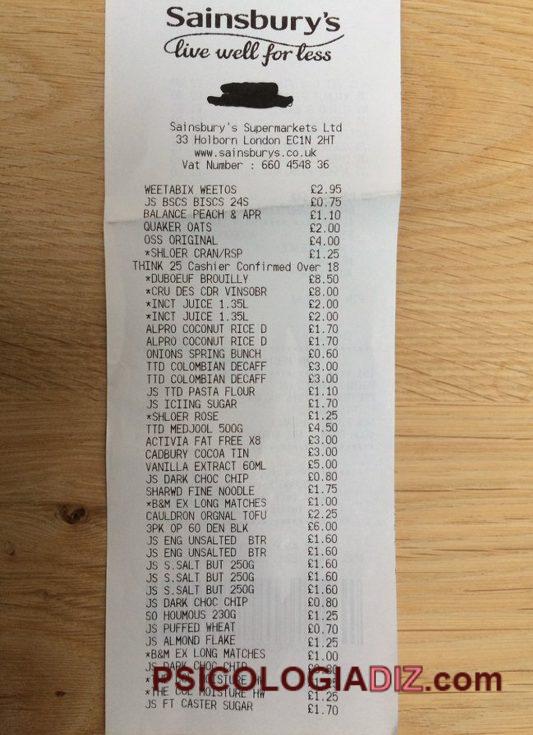 Sainsbury's
live well for less
Sainsbury's Supermarkets Ltd
33 Holborn London EC1N 2HT
www.sainsburys.co.uk
Vat Number : 660 4548 36
WEETABIX WEETOS £2.95
JS BSCS BISCS 24S £0.75
BALANCE PEACH & APR £1.10
QUAKER OATS £2.00
OSS ORIGINAL £4.00
*SHLOER CRAN/RSP £1.25
THINK 25 Cashier Confirmed Over 18
*DUBOEUF BROUILLY £8.50
*CRU DES CDR VINSOBR £8.00
*INCT JUICE 1.35L £2.00
*INCT JUICE 1.35L £2.00
ALPRO COCONUT RICE D £1.70
ALPRO COCONUT RICE D £1.70
ONIONS SPRING BUNCH £0.60
TTD COLOMBIAN DECAFF £3.00
TTD COLOMBIAN DECAFF £3.00
JS TTD PASTA FLOUR £1.10
JS ICIING SUGAR £1.70
*SHLOER ROSE £1.25
TTD MEDJOOL 500G £4.50
ACTIVIA FAT FREE X8 £3.00
CADBURY COCOA TIN £3.00
VANILLA EXTRACT 60ML £5.00
JS DARK CHOC CHIP £0.80
SHARWD FINE NOODLE £1.75
*B&M EX LONG MATCHES £1.00
CAULDRON ORGNAL TOFU £2.25
3PK OP 60 DEN BLK £6.00
JS ENG UNSALTED BTR £1.60
JS ENG UNSALTED BTR £1.60
JS S.SALT BUT 250G £1.60
JS S.SALT BUT 250G £1.60
JS S.SALT BUT 250G £1.60
JS DARK CHOC CHIP £0.80
SO HOUMOUS 230G £1.25
JS PUFFED WHEAT £0.70
JS ALMOND FLAKE £1.25
*B&M EX LONG MATCHES £1.00
JS DARK CHOC CHIP £0.80
MOISTURE HW
PSICOLOGIADIZ.com
*THE COL MOISTURE HW £1.25
JS FT CASTER SUGAR £1.70